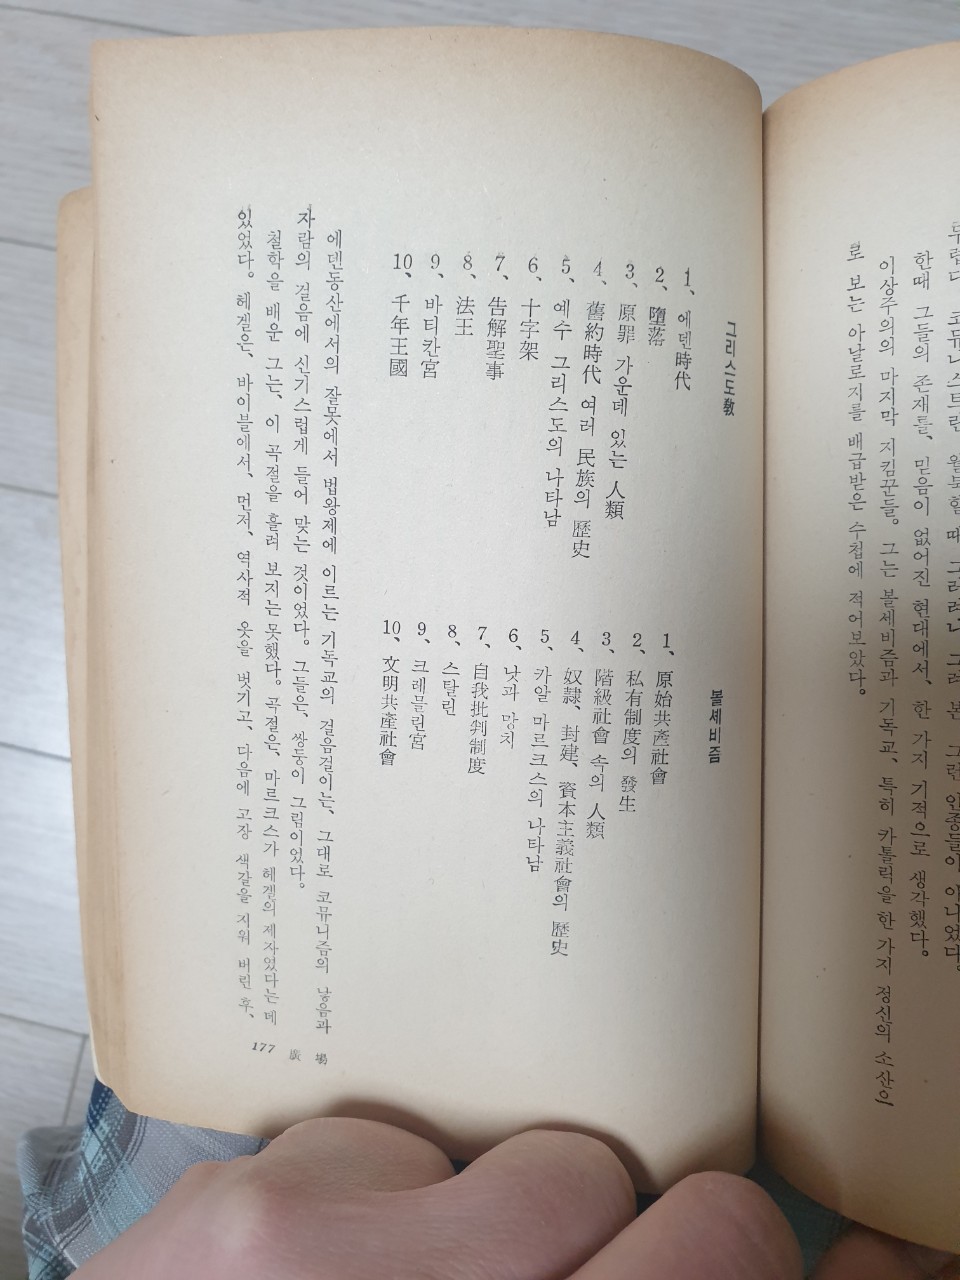 한때 그들의 존재를, 믿음이 없어진 현대에서, 한 가지 기적으로 생각했다.
이상주의의 마지막 지킴꾼들. 그는 볼셰비즘과 기독교, 특히 카톨릭을 한 가지 정신의 소산으
로 보는 아날로지를 배급받은 수첩에 적어보았다.
그리스도敎
1、에덴時代
2、墮落
3、原罪 가운데 있는 人類
4、舊約時代 여러 民族의 歷史
5、예수 그리스도의 나타남
6、十字架
7、告解聖事
8、法王
9、바티칸宮
10、千年王國
볼셰비즘
1、原始共產社會
2、私有制度의 發生
3、階級社會 속의 人類
4、奴隷、封建、資本主義社會의 歷史
5、카알 마르크스의 나타남
6、낫과 망치
7、自我批判制度
8、스탈린
9、크레믈린宮
10、文明共產社會
에덴동산에서의 잘못에서 법왕제에 이르는 기독교의 걸음걸이는、그대로 코뮤니즘의 낳음과
자람의 걸음에 신기스럽게 들어 맞는 것이었다。그들은、쌍둥이 그림이었다。
철학을 배운 그는、이 곡절을 흘려 보지는 못했다。곡절은、마르크스가 헤겔의 제자였다는 데
있었다。헤겔은、바이블에서、먼저、역사적 옷을 벗기고、다음에 고장 색갈을 지워 버린 후、
177 廣場